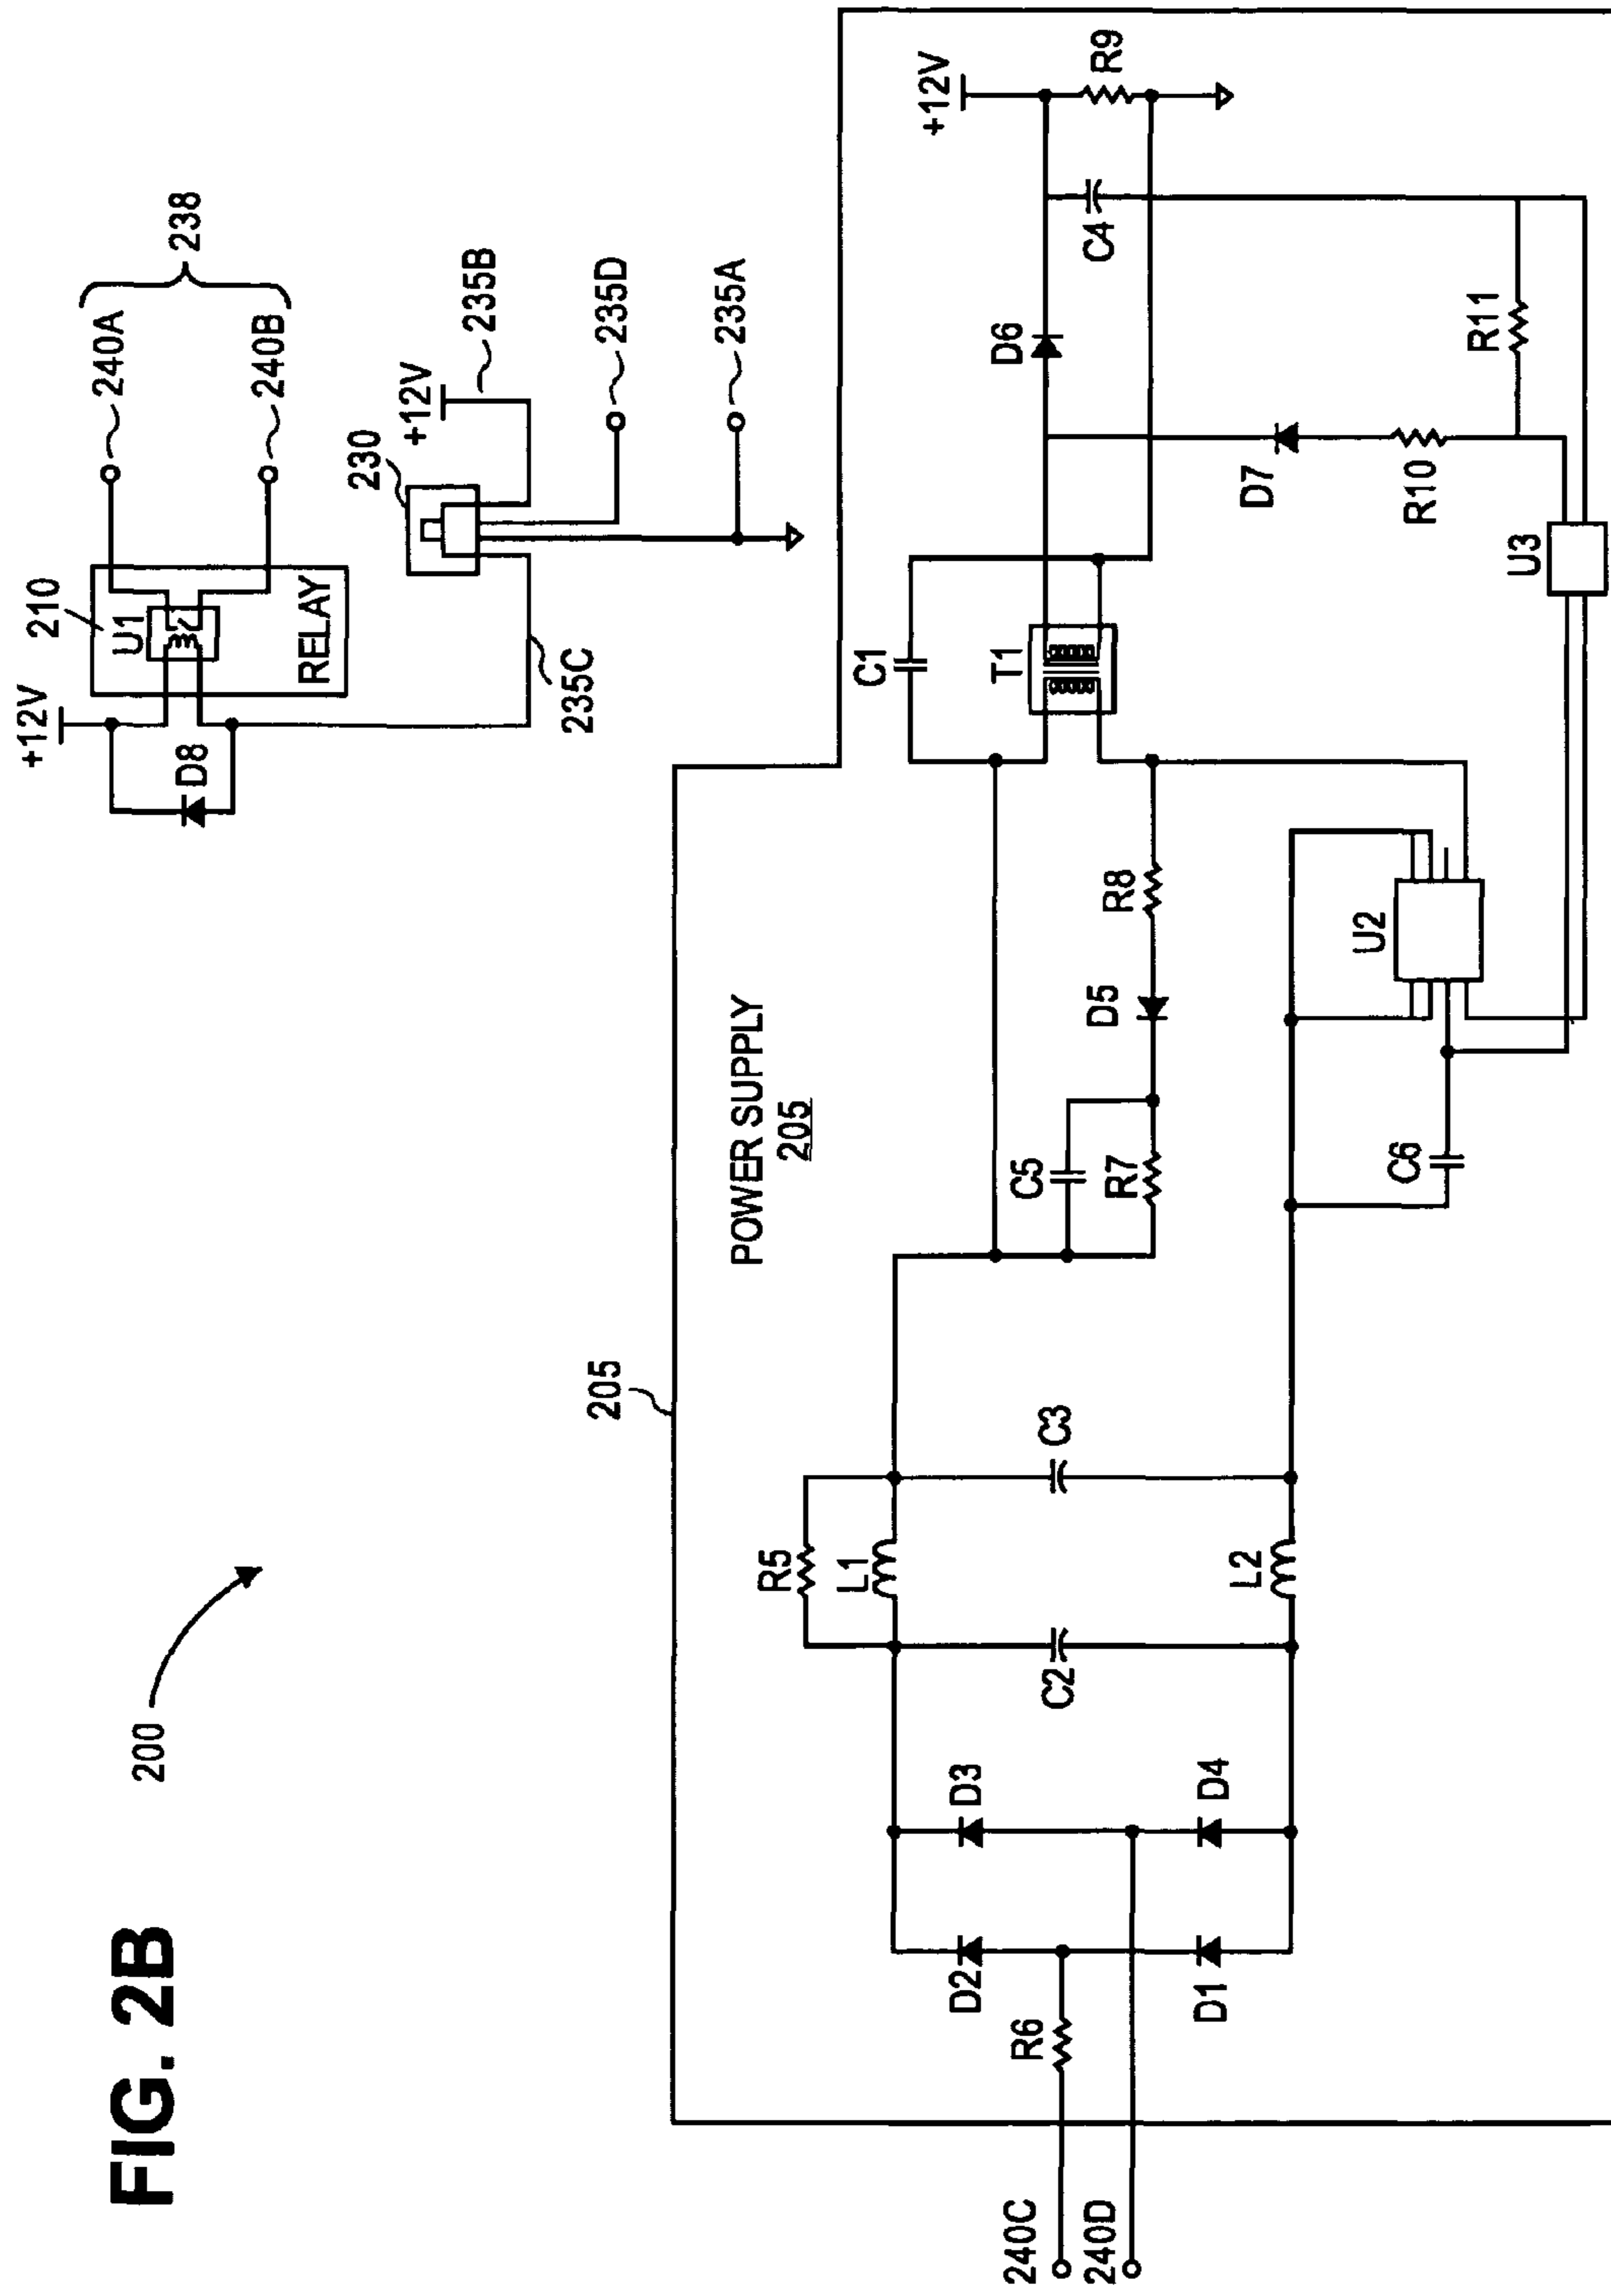 FIG. 2B
200
+12V
D8
210
U1
RELAY
240A
240B
238
235C
230
+12V
235B
235D
235A
205
POWER SUPPLY
205
240C
240D
R6
D2
D1
D3
D4
C2
R5
L1
L2
C3
C5
R7
D5
R8
C6
U2
C1
T1
U3
D6
D7
R10
R11
C4
+12V
R9